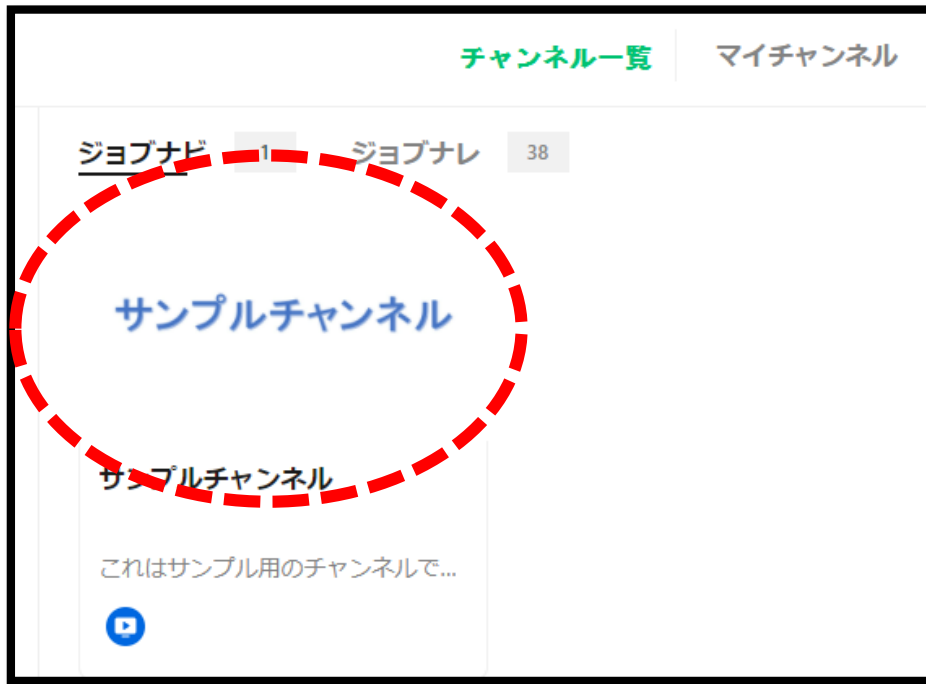 チャンネル一覧 マイチャンネル
ジョブナビ 1 ジョブナレ 38
サンプルチャンネル
サンプルチャンネル
これはサンプル用のチャンネルで...